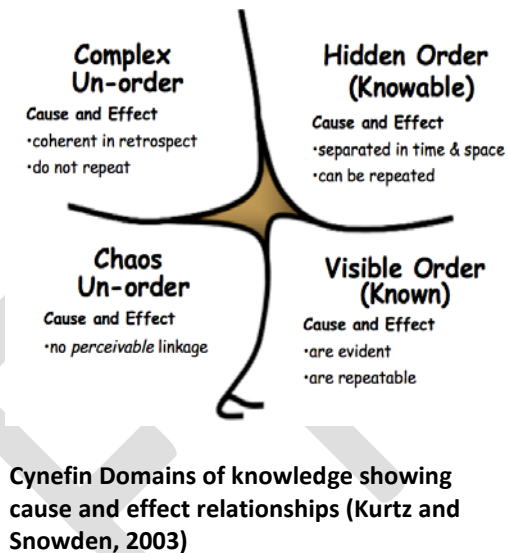 Complex
Un-order
Cause and Effect
•coherent in retrospect
•do not repeat
Hidden Order
(Knowable)
Cause and Effect
•separated in time & space
•can be repeated
Chaos
Un-order
Cause and Effect
•no perceivable linkage
Visible Order
(Known)
Cause and Effect
•are evident
•are repeatable
Cynefin Domains of knowledge showing
cause and effect relationships (Kurtz and
Snowden, 2003)